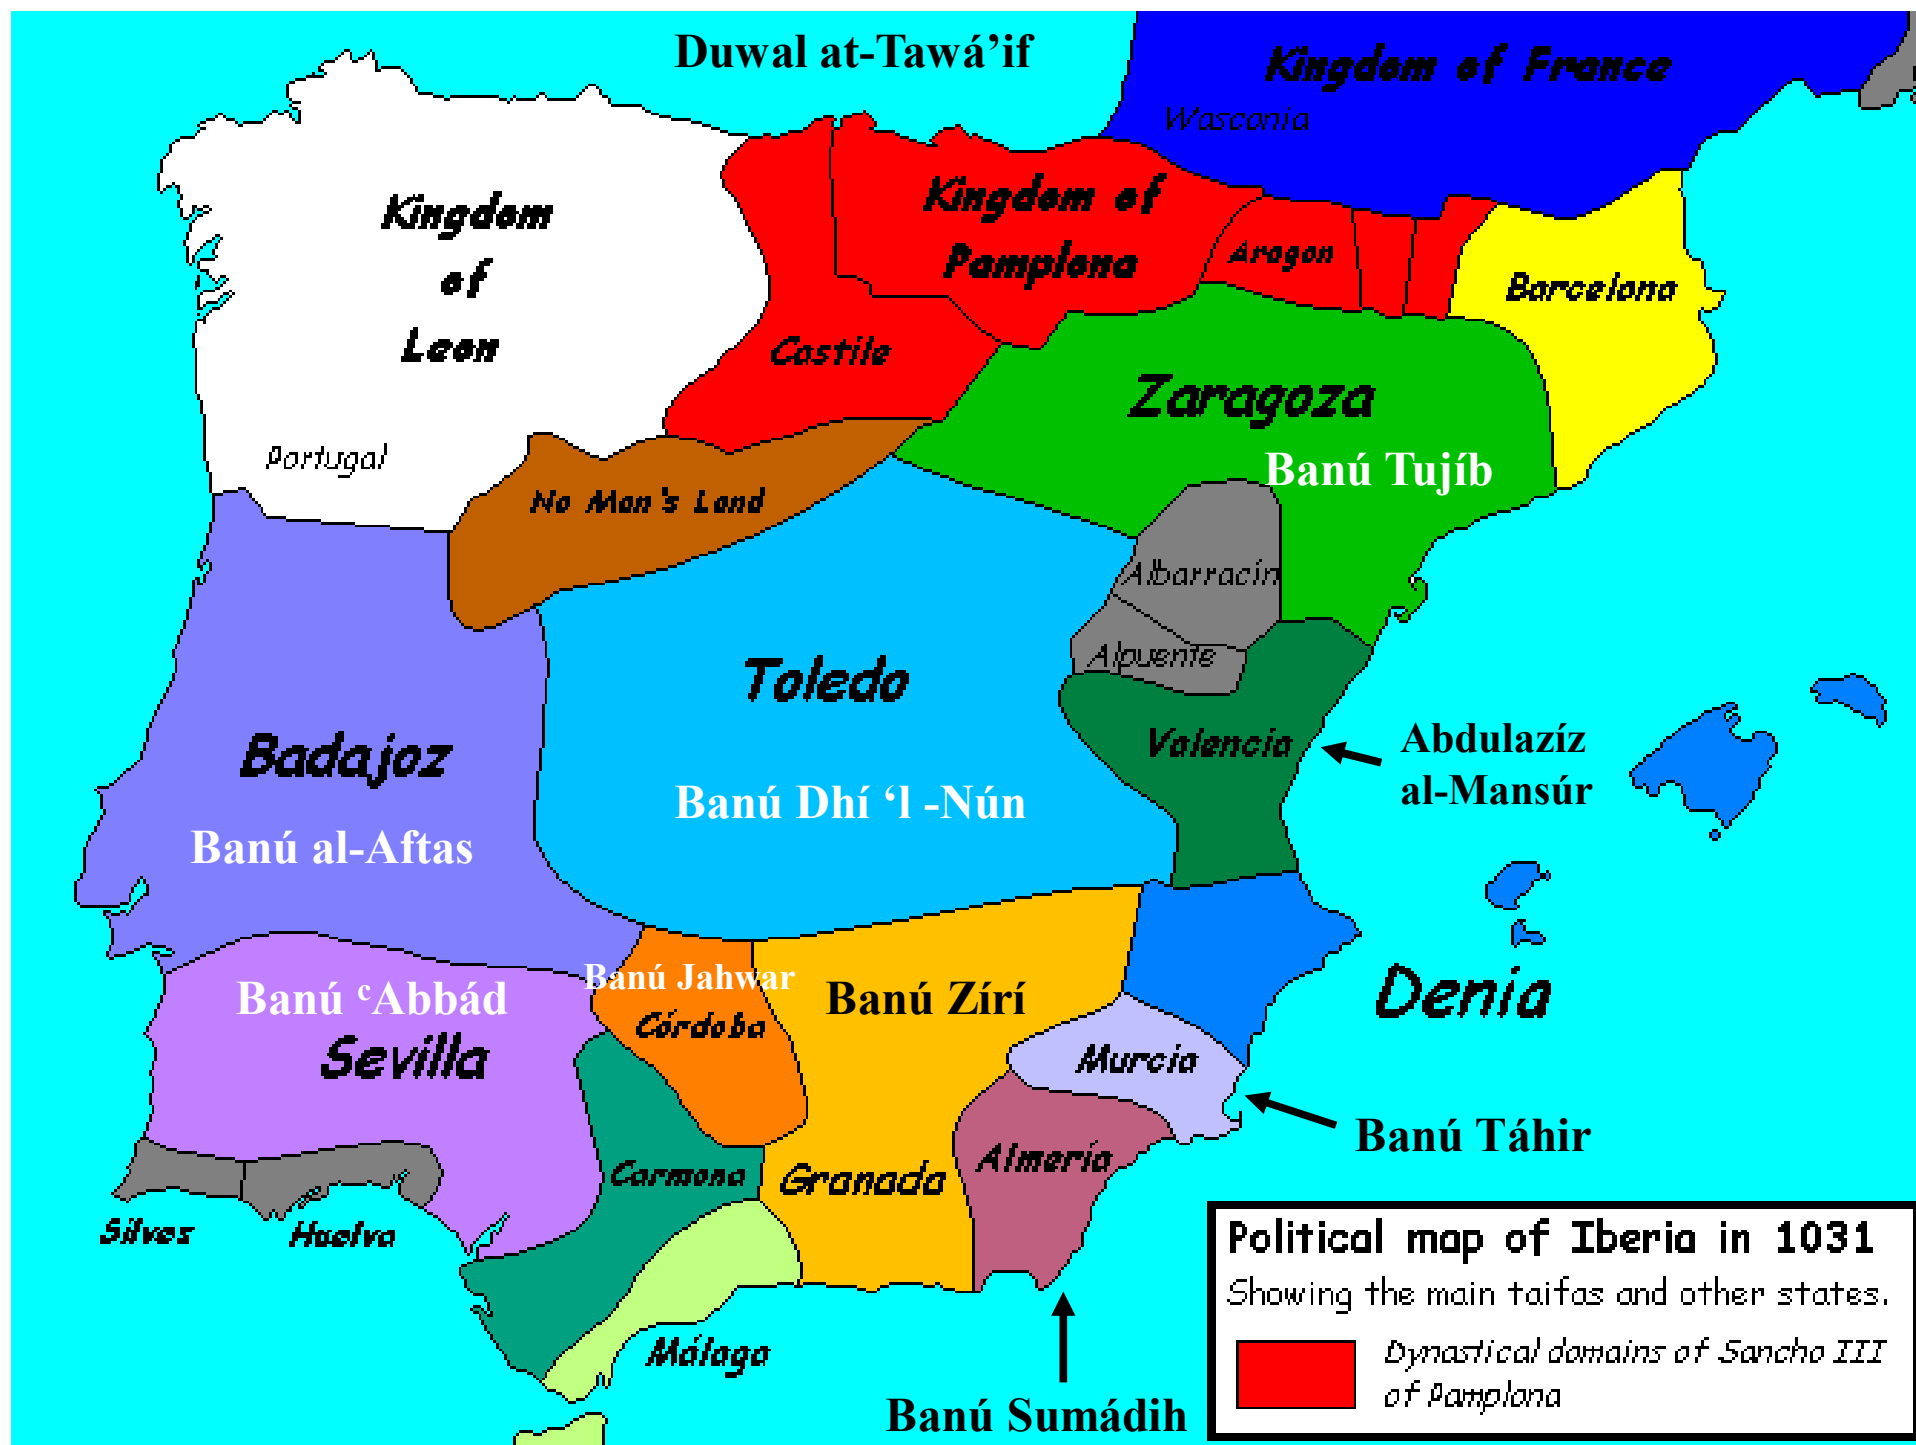 Duwal at-Tawá’if
Kingdom of France
Wasconia
Kingdom
of
Leon
Kingdom of
Pamplona
Aragon
Barcelona
Castile
Zaragoza
Banú Tujíb
Portugal
No Man's Land
Albarracín
Alpuente
Toledo
Banú Dhí ‘l -Nún
Valencia
Abdulazíz
al-Mansúr
Badajoz
Banú al-Aftas
Banú ᶜAbbád
Sevilla
Banú Jahwar
Córdoba
Banú Zírí
Denia
Murcia
Banú Táhir
Almería
Carmona
Granada
Silves
Huelva
Málaga
Banú Sumádih
Political map of Iberia in 1031
Showing the main taifas and other states.
Dynastical domains of Sancho III
of Pamplona